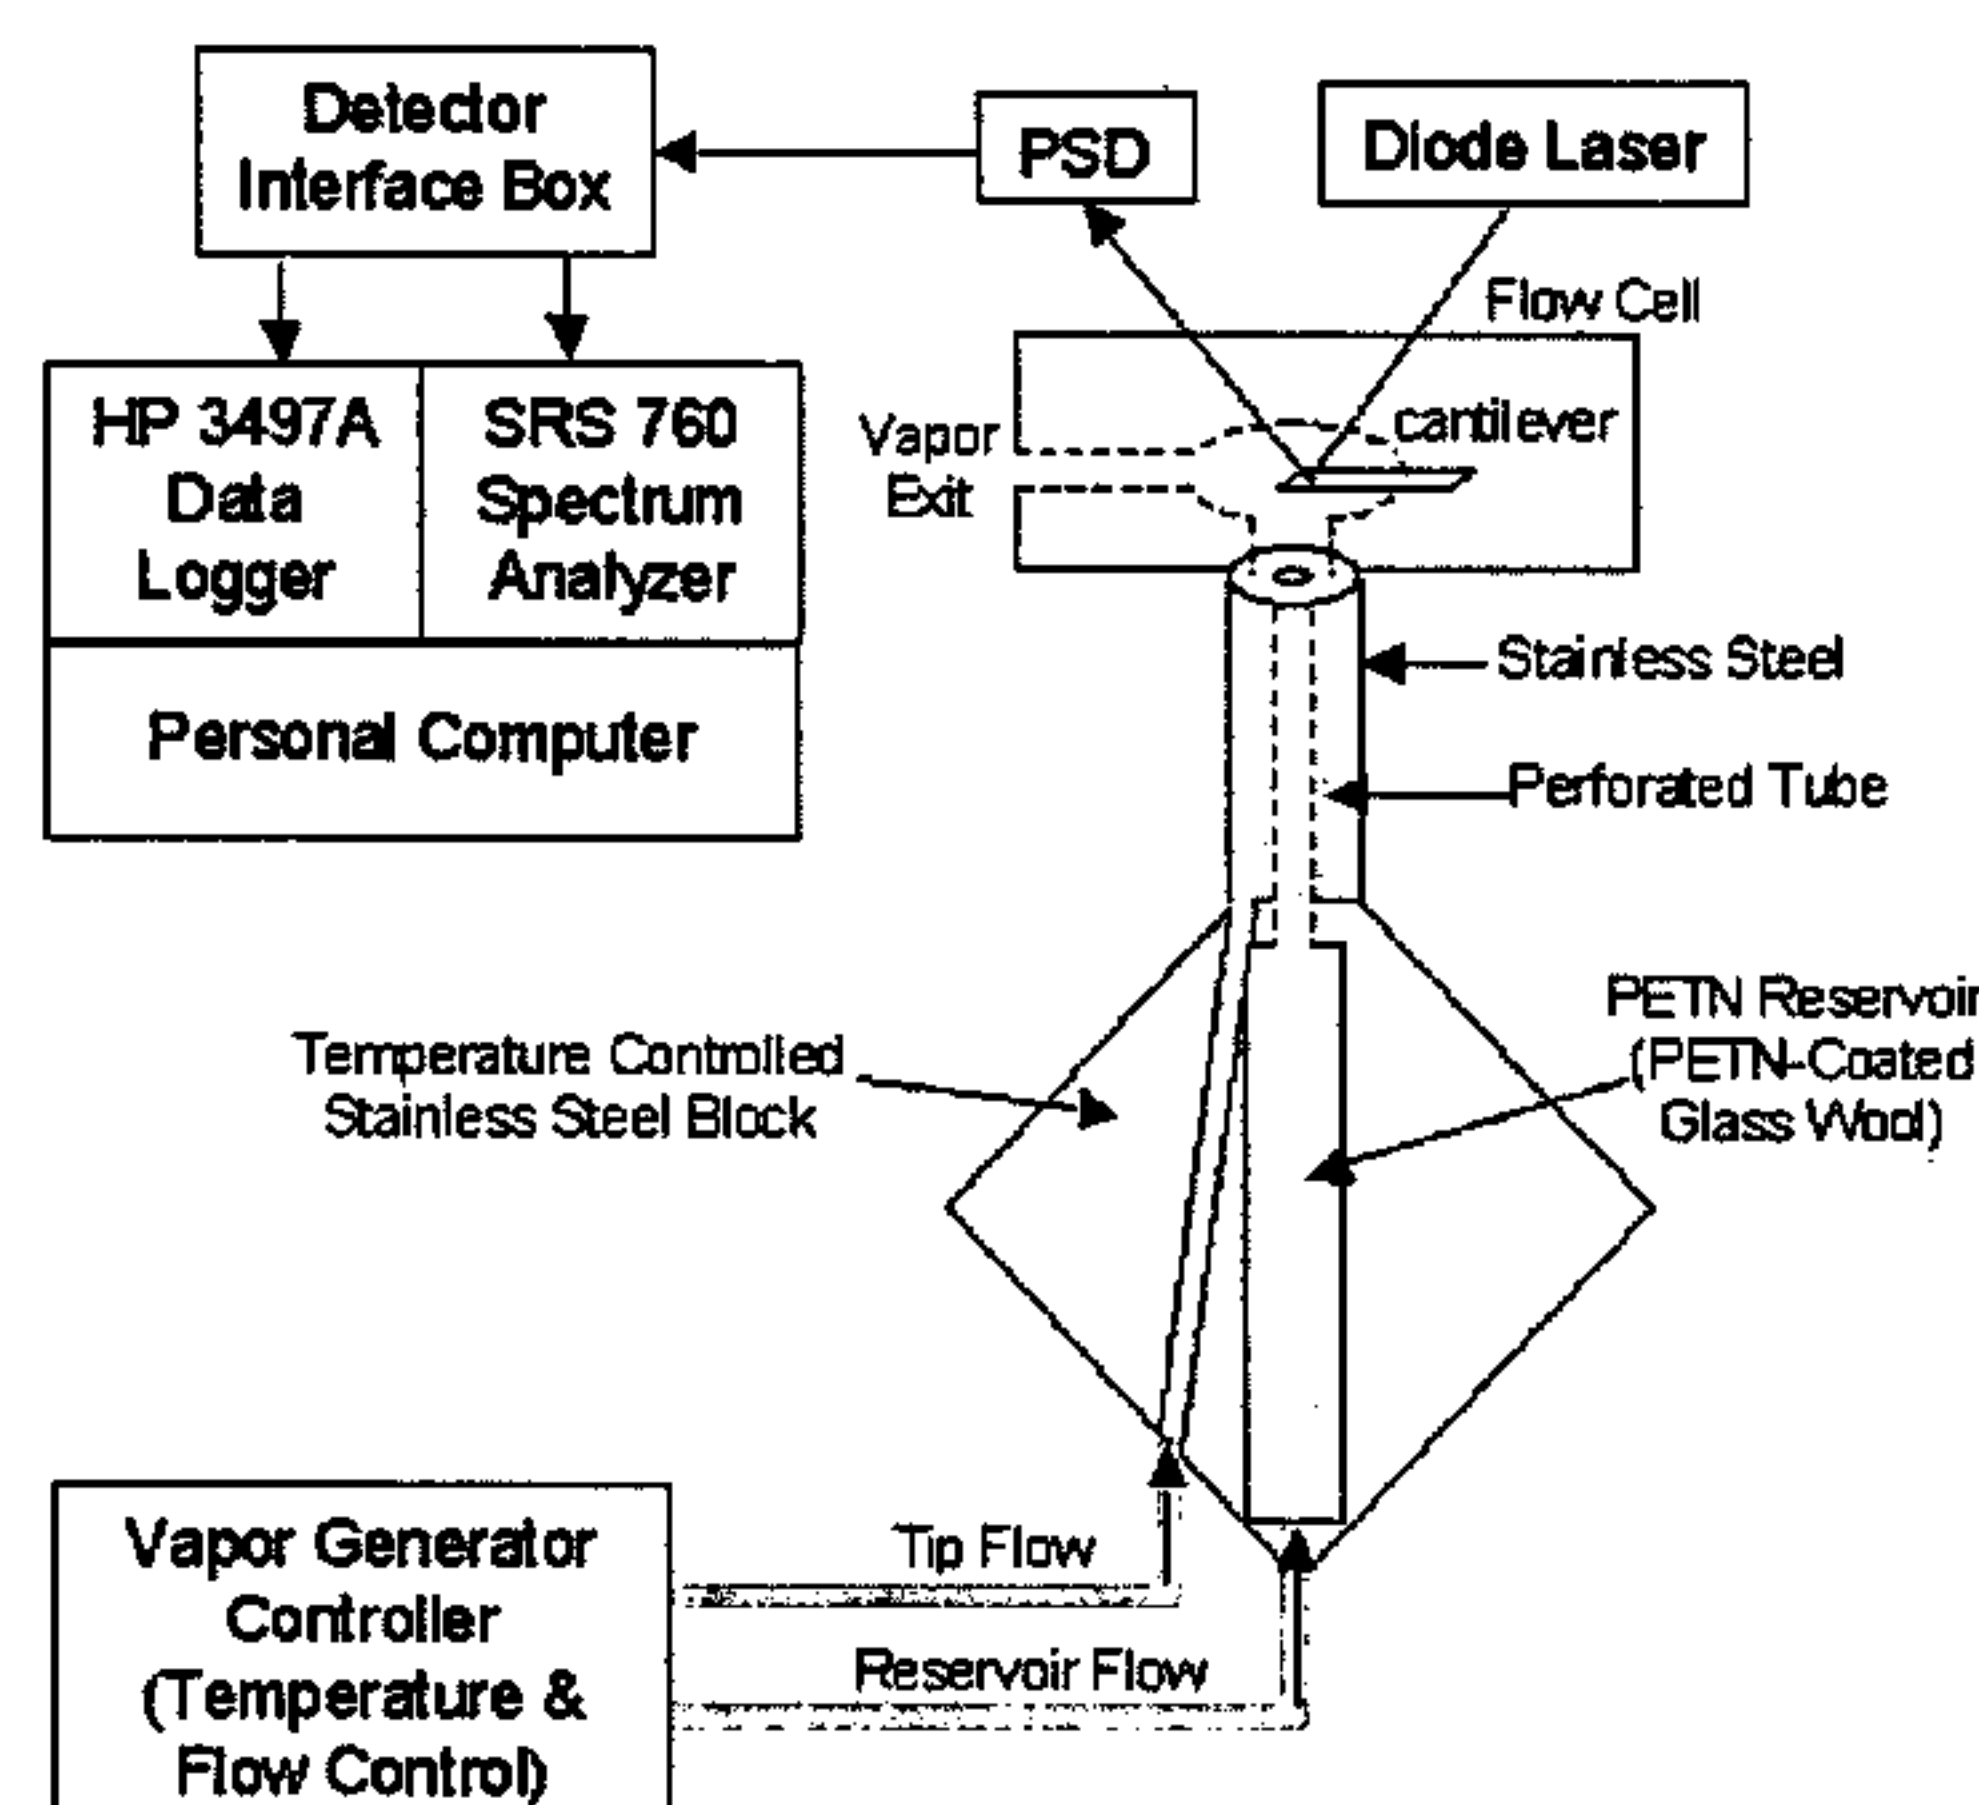 Detector
Interface Box
PSD
Diode Laser
Flow Cell
HP 3497A
Data
Logger
SRS 760
Spectrum
Analyzer
Personal Computer
Vapor
Exit
cantilever
Stainless Steel
Perforated Tube
Temperature Controlled
Stainless Steel Block
PETN Reservoir
(PETN-Coated
Glass Wool)
Vapor Generator
Controller
(Temperature &
Flow Control)
Tip Flow
Reservoir Flow